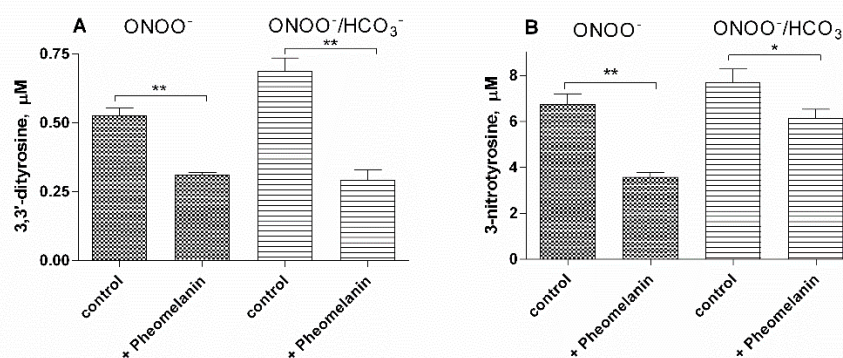 A ONOO⁻ ONOO⁻/HCO₃⁻
3,3'-dityrosine, μM
0.75
0.50
0.25
0.00
** **
control
+ Pheomelanin
control
+ Pheomelanin
B ONOO⁻ ONOO⁻/HCO₃⁻
3-nitrotyrosine, μM
8
6
4
2
0
** *
control
+ Pheomelanin
control
+ Pheomelanin